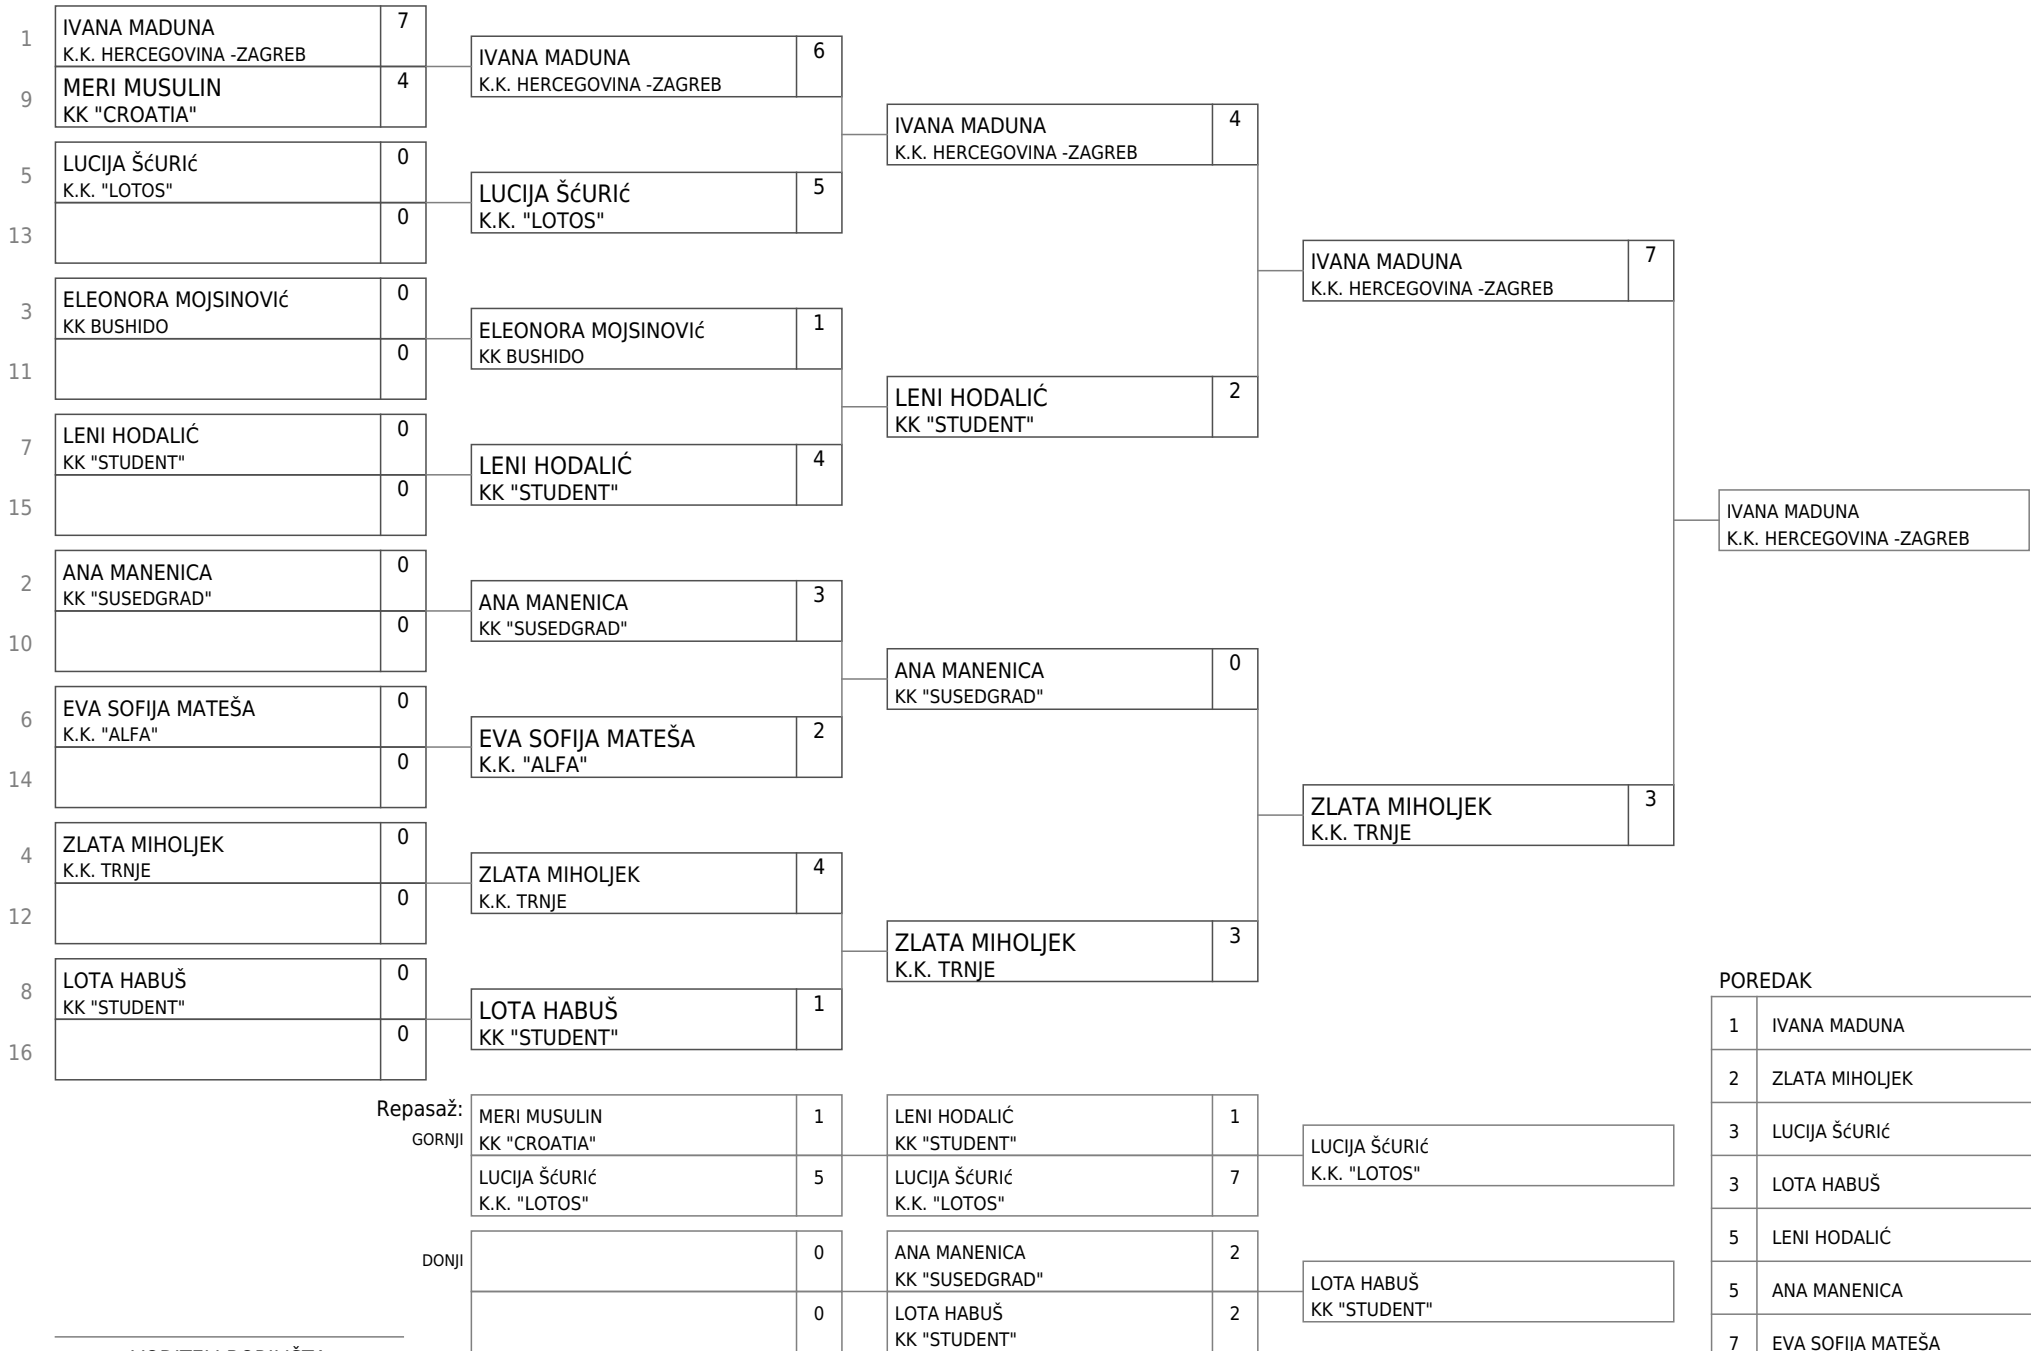 1
IVANA MADUNA
K.K. HERCEGOVINA -ZAGREB
7
9
MERI MUSULIN
KK "CROATIA"
4
5
LUCIJA ŠćURIć
K.K. "LOTOS"
0
13
0
3
ELEONORA MOJSINOVIć
KK BUSHIDO
0
11
0
7
LENI HODALIĆ
KK "STUDENT"
0
15
0
2
ANA MANENICA
KK "SUSEDGRAD"
0
10
0
6
EVA SOFIJA MATEŠA
K.K. "ALFA"
0
14
0
4
ZLATA MIHOLJEK
K.K. TRNJE
0
12
0
8
LOTA HABUŠ
KK "STUDENT"
0
16
0
IVANA MADUNA
K.K. HERCEGOVINA -ZAGREB
6
LUCIJA ŠćURIć
K.K. "LOTOS"
5
ELEONORA MOJSINOVIć
KK BUSHIDO
1
LENI HODALIĆ
KK "STUDENT"
4
ANA MANENICA
KK "SUSEDGRAD"
3
EVA SOFIJA MATEŠA
K.K. "ALFA"
2
ZLATA MIHOLJEK
K.K. TRNJE
4
LOTA HABUŠ
KK "STUDENT"
1
IVANA MADUNA
K.K. HERCEGOVINA -ZAGREB
4
LENI HODALIĆ
KK "STUDENT"
2
ANA MANENICA
KK "SUSEDGRAD"
0
ZLATA MIHOLJEK
K.K. TRNJE
3
IVANA MADUNA
K.K. HERCEGOVINA -ZAGREB
7
ZLATA MIHOLJEK
K.K. TRNJE
3
IVANA MADUNA
K.K. HERCEGOVINA -ZAGREB
Repasaž:
GORNJI
MERI MUSULIN
KK "CROATIA"
1
LUCIJA ŠćURIć
K.K. "LOTOS"
5
LENI HODALIĆ
KK "STUDENT"
1
LUCIJA ŠćURIć
K.K. "LOTOS"
7
LUCIJA ŠćURIć
K.K. "LOTOS"
DONJI
0
0
ANA MANENICA
KK "SUSEDGRAD"
2
LOTA HABUŠ
KK "STUDENT"
2
LOTA HABUŠ
KK "STUDENT"
POREDAK
1 IVANA MADUNA
2 ZLATA MIHOLJEK
3 LUCIJA ŠćURIć
3 LOTA HABUŠ
5 LENI HODALIĆ
5 ANA MANENICA
7 EVA SOFIJA MATEŠA